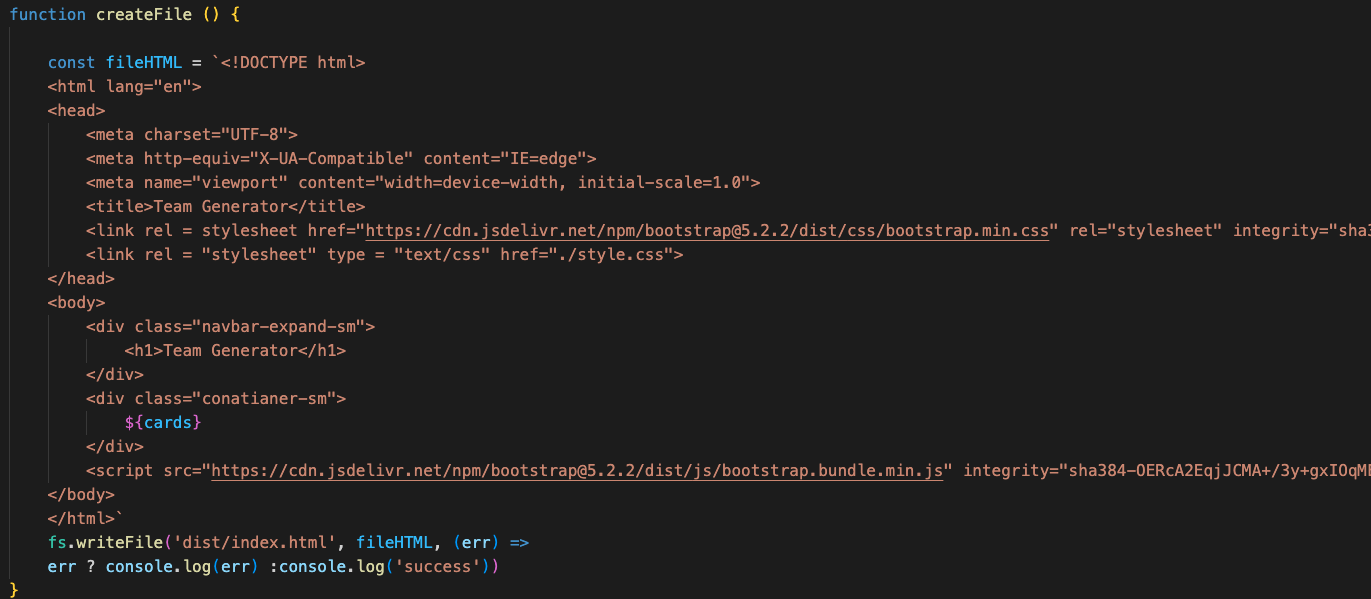 function createFile () {
const fileHTML = `<!DOCTYPE html>
<html lang="en">
<head>
<meta charset="UTF-8">
<meta http-equiv="X-UA-Compatible" content="IE=edge">
<meta name="viewport" content="width=device-width, initial-scale=1.0">
<title>Team Generator</title>
<link rel = stylesheet href="https://cdn.jsdelivr.net/npm/bootstrap@5.2.2/dist/css/bootstrap.min.css" rel="stylesheet" integrity="sha3
<link rel = "stylesheet" type = "text/css" href="./style.css">
</head>
<body>
<div class="navbar-expand-sm">
<h1>Team Generator</h1>
</div>
<div class="conatianer-sm">
${cards}
</div>
<script src="https://cdn.jsdelivr.net/npm/bootstrap@5.2.2/dist/js/bootstrap.bundle.min.js" integrity="sha384-OERcA2EqjJCMA+/3y+gxIOqME
</body>
</html>`
fs.writeFile('dist/index.html', fileHTML, (err) =>
err ? console.log(err) :console.log('success'))
}